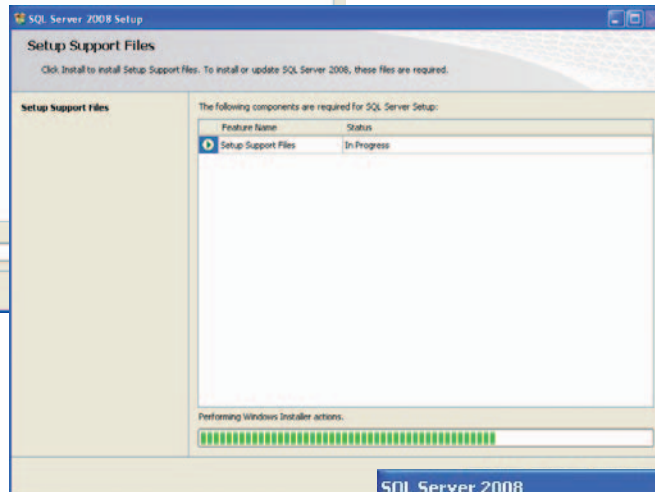 SQL Server 2008 Setup
Setup Support Files
Click Install to install Setup Support files. To install or update SQL Server 2008, these files are required.
Setup Support Files
The following components are required for SQL Server Setup:
Feature Name Status
Setup Support Files In Progress
Performing Windows Installer actions.
SQL Server 2008